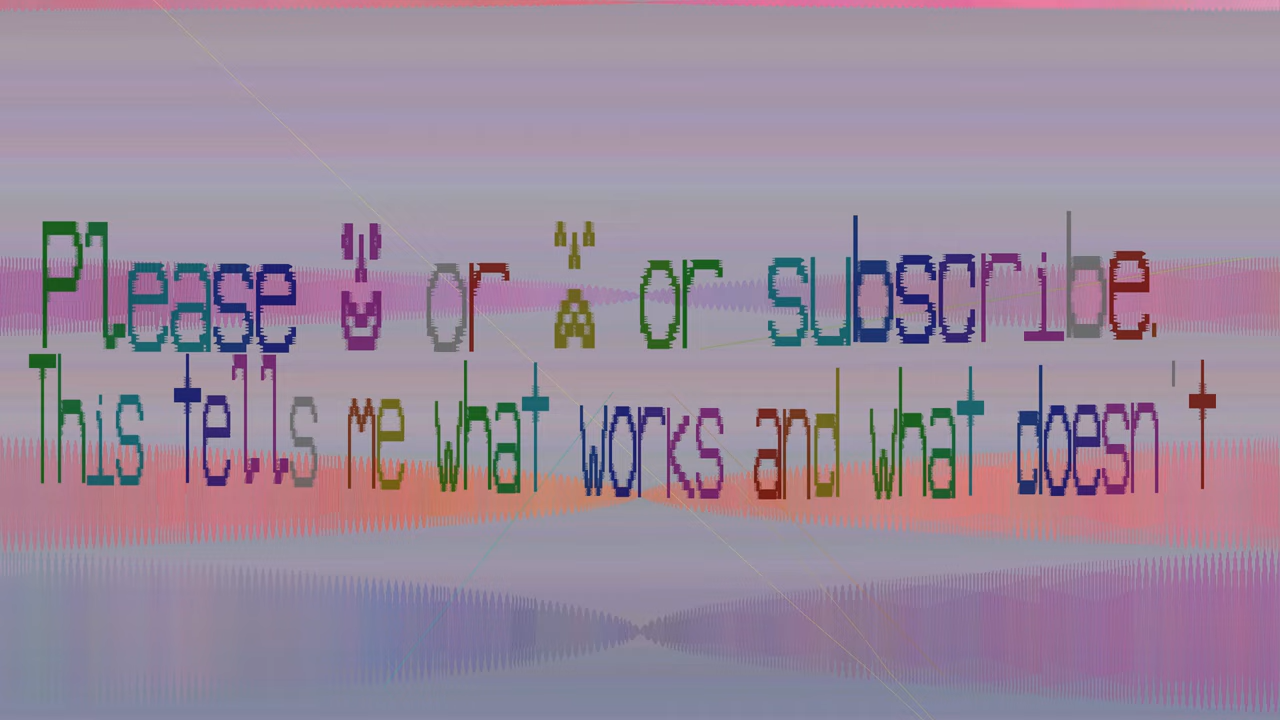 Please or or subscribe.
This tells me what works and what doesn't